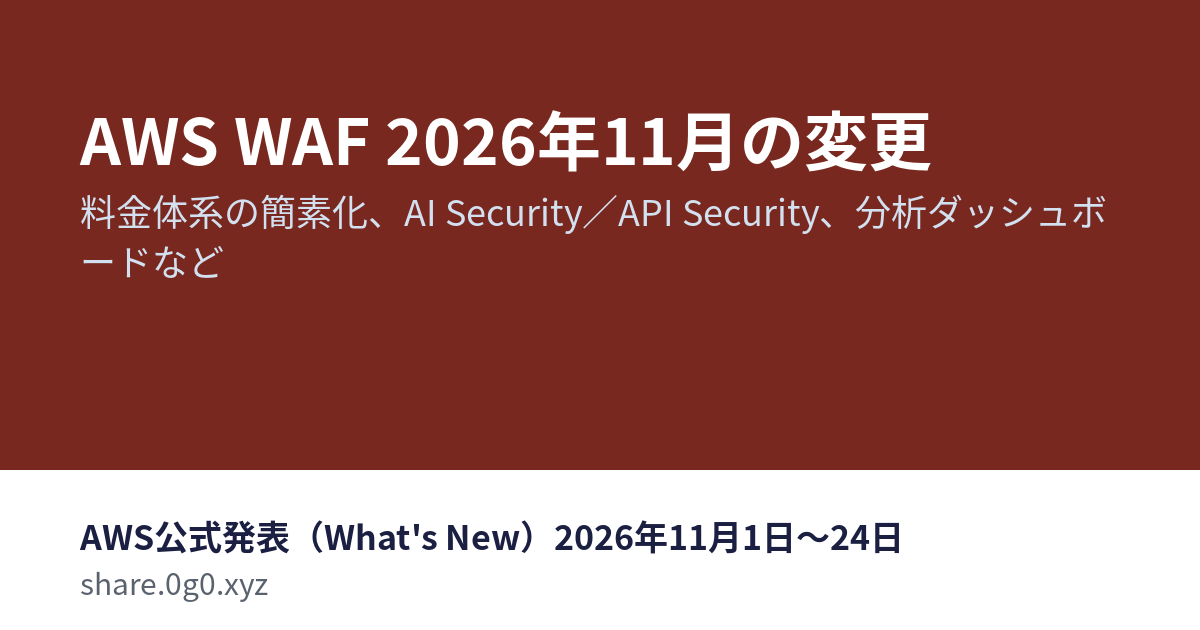 AWS WAF 2026年11月の変更
料金体系の簡素化、AI Security／API Security、分析ダッシュボ
ードなど
AWS公式発表（What's New）2026年11月1日〜24日
share.0g0.xyz